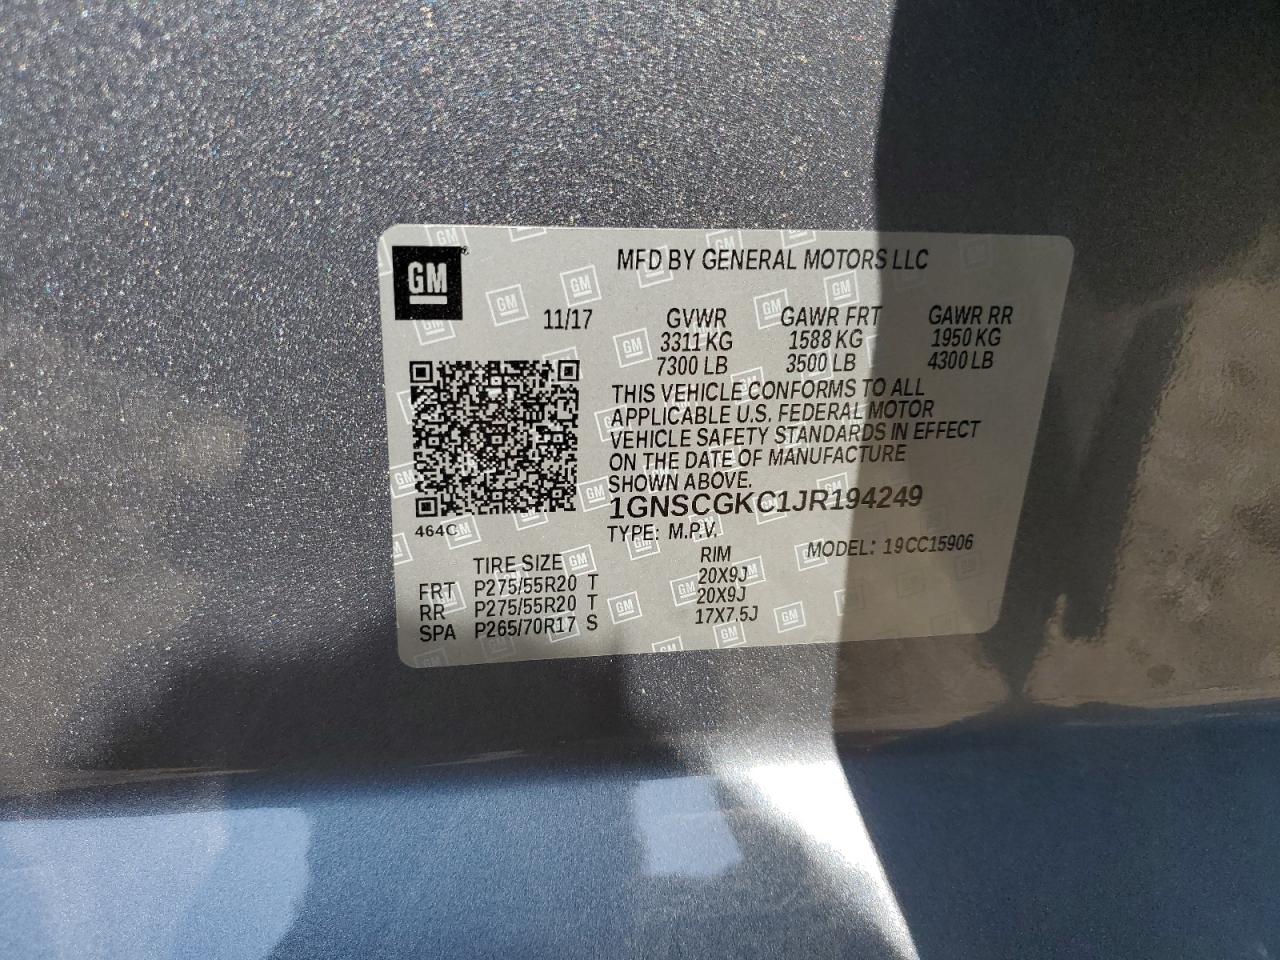 GM
MFD BY GENERAL MOTORS LLC
11/17 GVWR GAWR FRT GAWR RR
3311 KG 1588 KG 1950 KG
7300 LB 3500 LB 4300 LB
THIS VEHICLE CONFORMS TO ALL
APPLICABLE U.S. FEDERAL MOTOR
VEHICLE SAFETY STANDARDS IN EFFECT
ON THE DATE OF MANUFACTURE
SHOWN ABOVE.
1GNSCGKC1JR194249
464C
TYPE: M.P.V. MODEL: 19CC15906
TIRE SIZE RIM
FRT P275/55R20 T 20X9J
RR P275/55R20 T 20X9J
SPA P265/70R17 S 17X7.5J